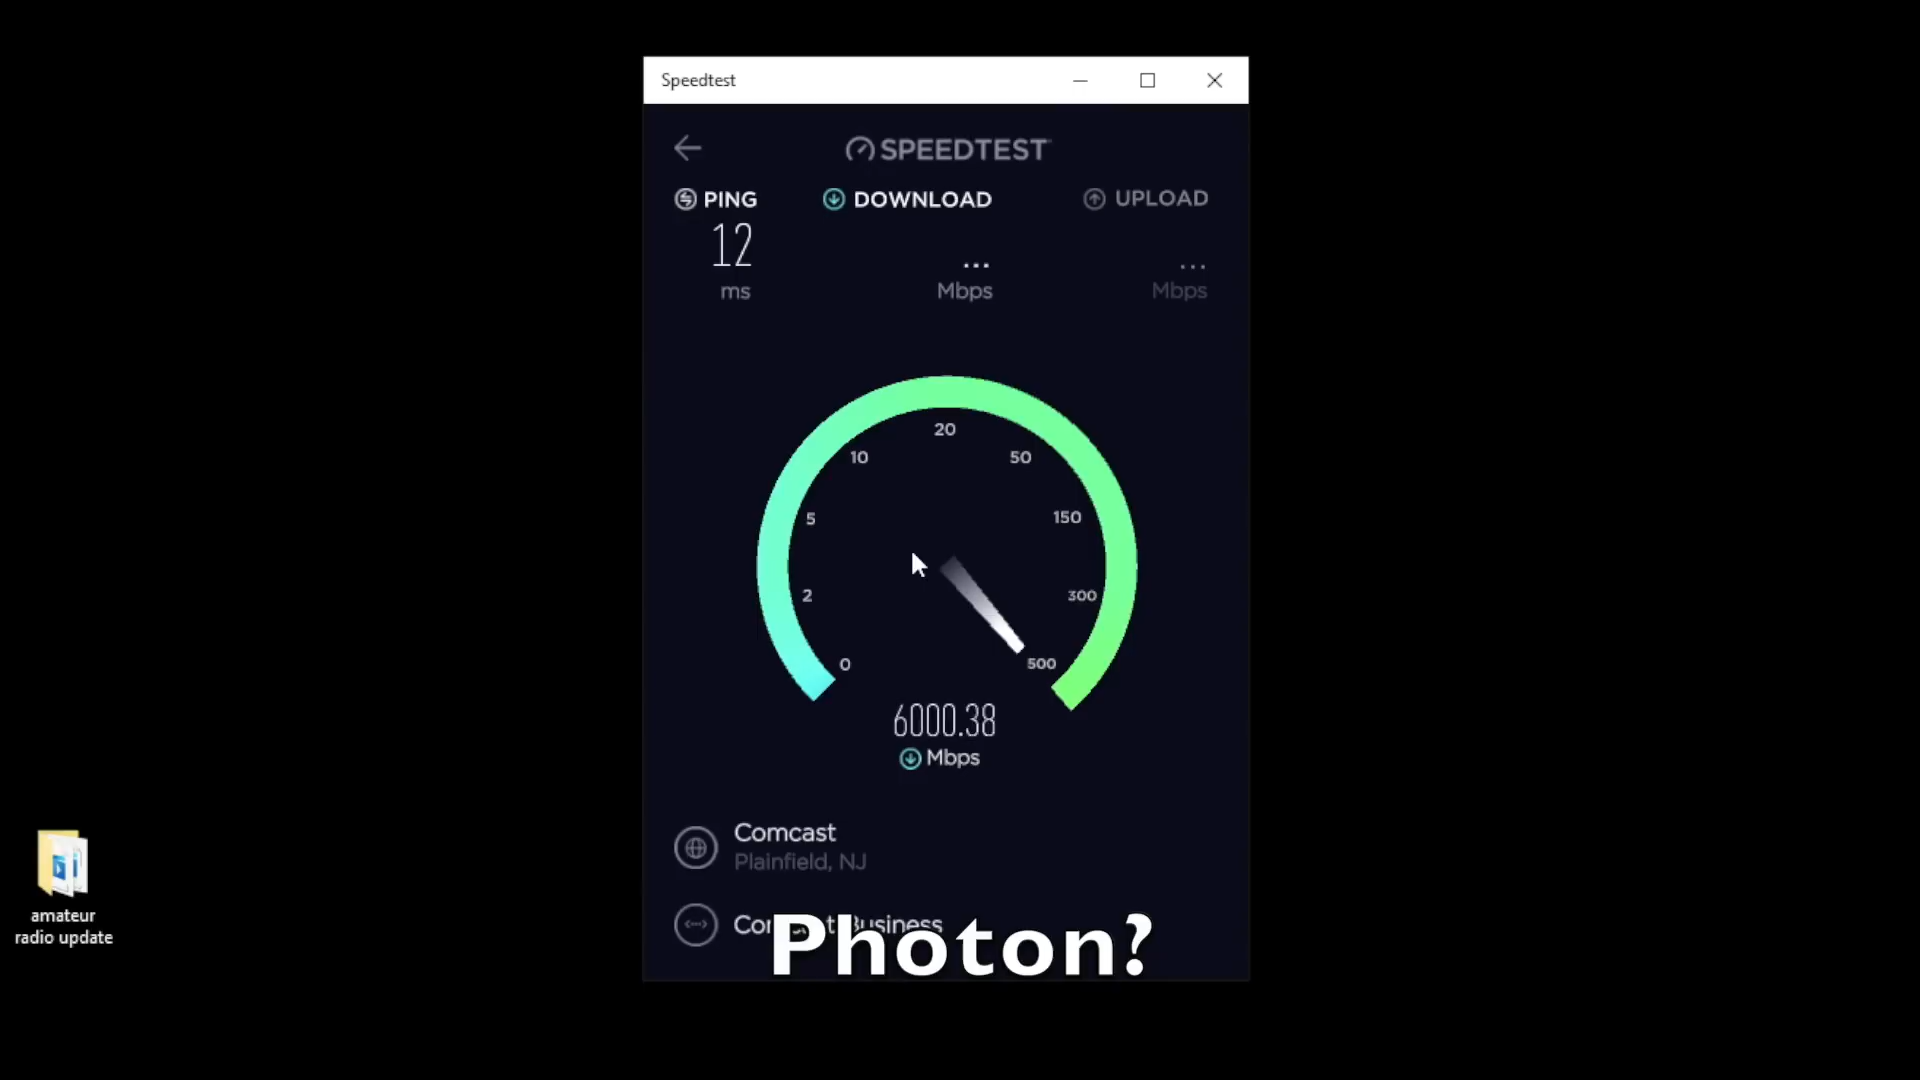 Speedtest
SPEEDTEST
PING
DOWNLOAD
UPLOAD
12
ms
...
Mbps
...
Mbps
20
10
50
5
150
2
300
0
500
6000.38
Mbps
Comcast
Plainfield, NJ
Business
Photon?
amateur
radio update